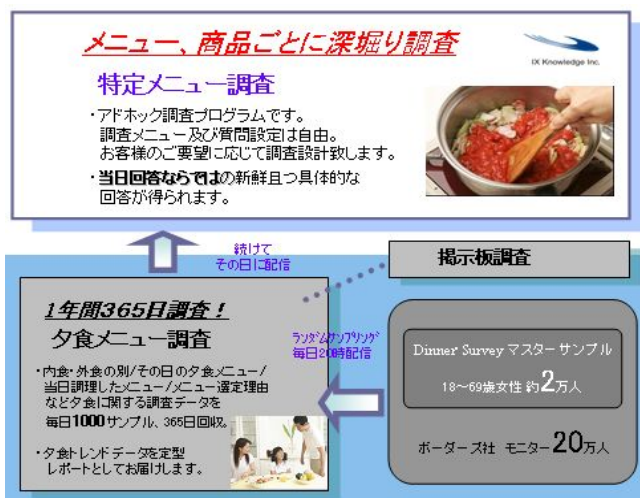 メニュー、商品ごとに深堀り調査
IX Knowledge Inc.
特定メニュー調査
・アドホック調査プログラムです。
調査メニュー及び質問設定は自由。
お客様のご要望に応じて調査設計致します。
・当日回答ならではの新鮮且つ具体的な
回答が得られます。
続けて
その日に配信
掲示板調査
1年間365日調査！
夕食メニュー調査
・内食・外食の別/その日の夕食メニュー/
当日調理したメニュー/メニュー選定理由
など夕食に関する調査データを
毎日1000サンプル、365日回収。
・夕食トレンドデータを定型
レポートとしてお届けします。
ランダムサンプリング
毎日20時配信
Dinner Survey マスターサンプル
18～69歳女性 約2万人
ボーダーズ社 モニター20万人